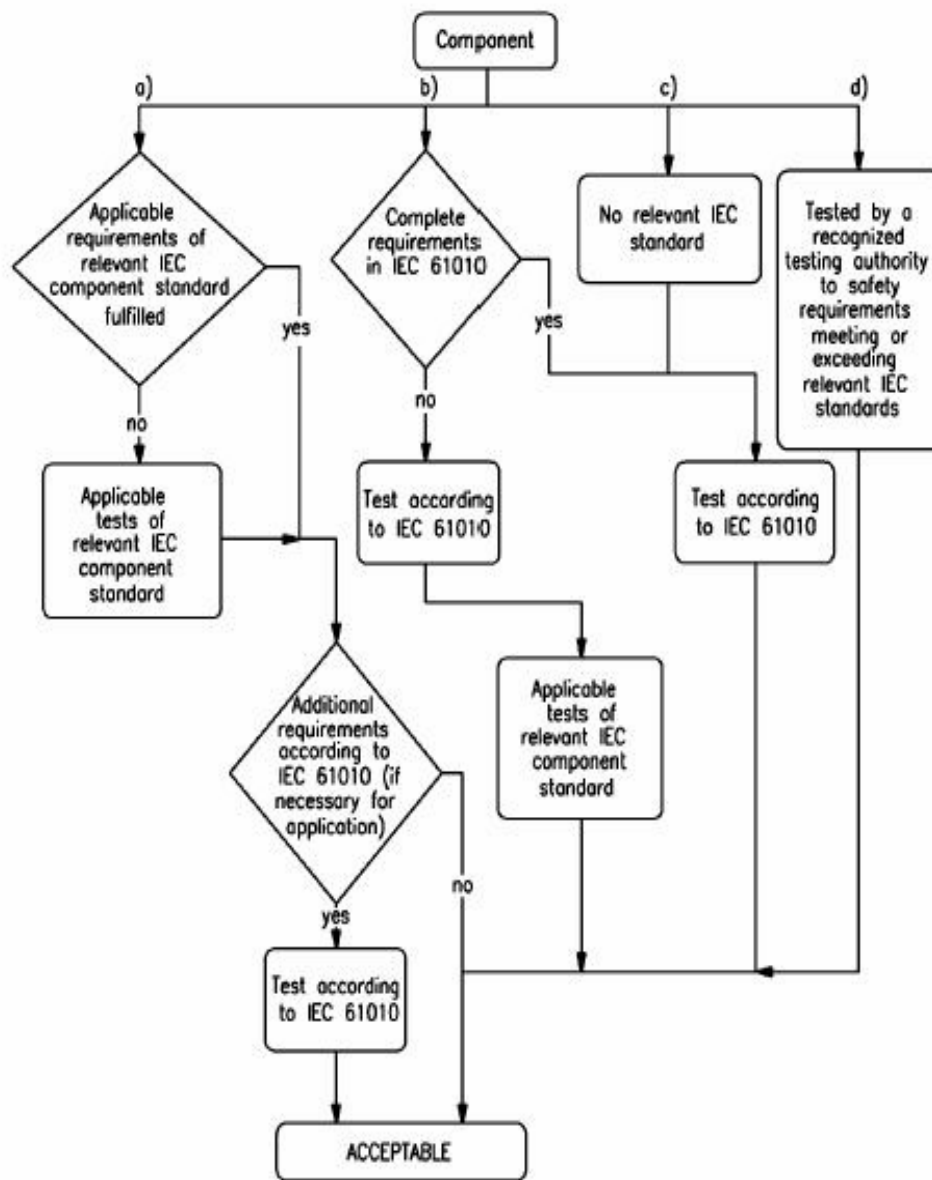 Component
a)
b)
c)
d)
Applicable
requirements of
relevant IEC
component standard
fulfilled
yes
no
Applicable
tests of
relevant IEC
component
standard
Complete
requirements
in IEC 61010
yes
no
Test according
to IEC 61010
Applicable
tests of
relevant IEC
component
standard
No relevant IEC
standard
Test according
to IEC 61010
Tested by a
recognized
testing authority
to safety
requirements
meeting or
exceeding
relevant IEC
standards
Additional
requirements
according to
IEC 61010 (if
necessary for
application)
no
yes
Test according
to IEC 61010
ACCEPTABLE